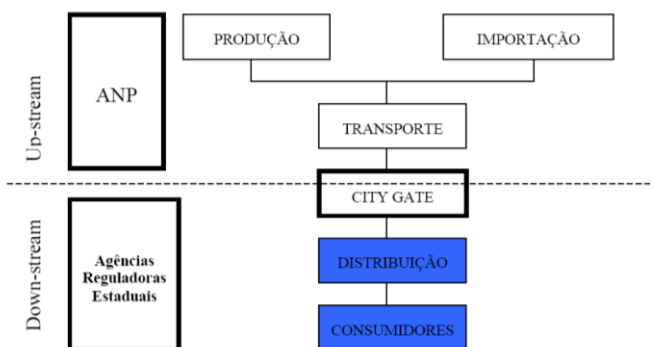 PRODUÇÃO
IMPORTAÇÃO
Up-stream
ANP
TRANSPORTE
CITY GATE
Down-stream
Agências
Reguladoras
Estaduais
DISTRIBUIÇÃO
CONSUMIDORES